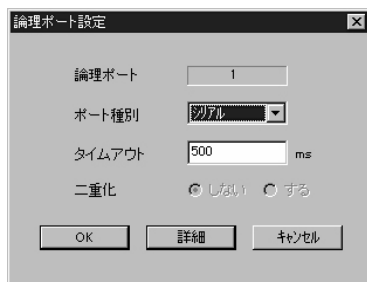 論理ポート設定
論理ポート 1
ポート種別 シリアル
タイムアウト 500 ms
二重化 しない する
OK 詳細 キャンセル